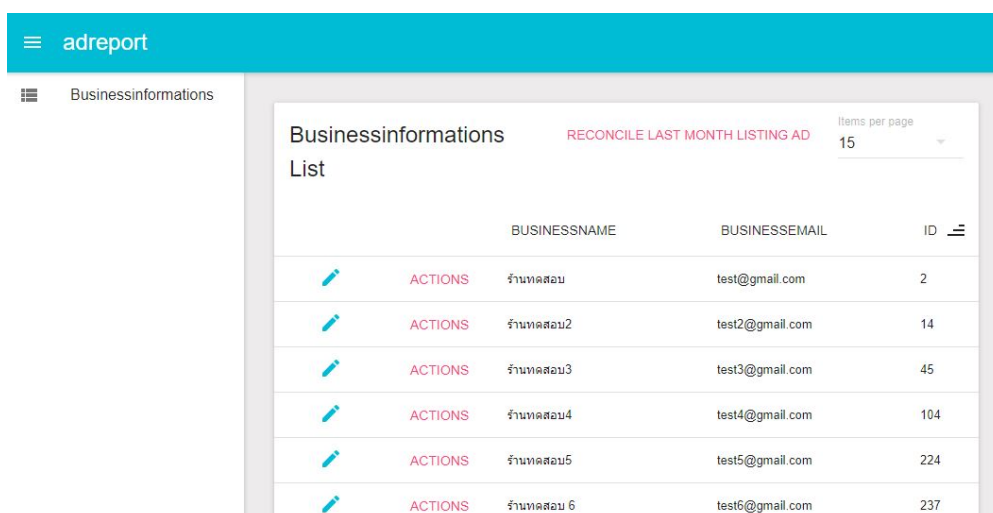 adreport
Businessinformations
Businessinformations
List
RECONCILE LAST MONTH LISTING AD
Items per page
15
BUSINESSNAME BUSINESSEMAIL ID
ACTIONS ร้านทดสอบ test@gmail.com 2
ACTIONS ร้านทดสอบ2 test2@gmail.com 14
ACTIONS ร้านทดสอบ3 test3@gmail.com 45
ACTIONS ร้านทดสอบ4 test4@gmail.com 104
ACTIONS ร้านทดสอบ5 test5@gmail.com 224
ACTIONS ร้านทดสอบ 6 test6@gmail.com 237